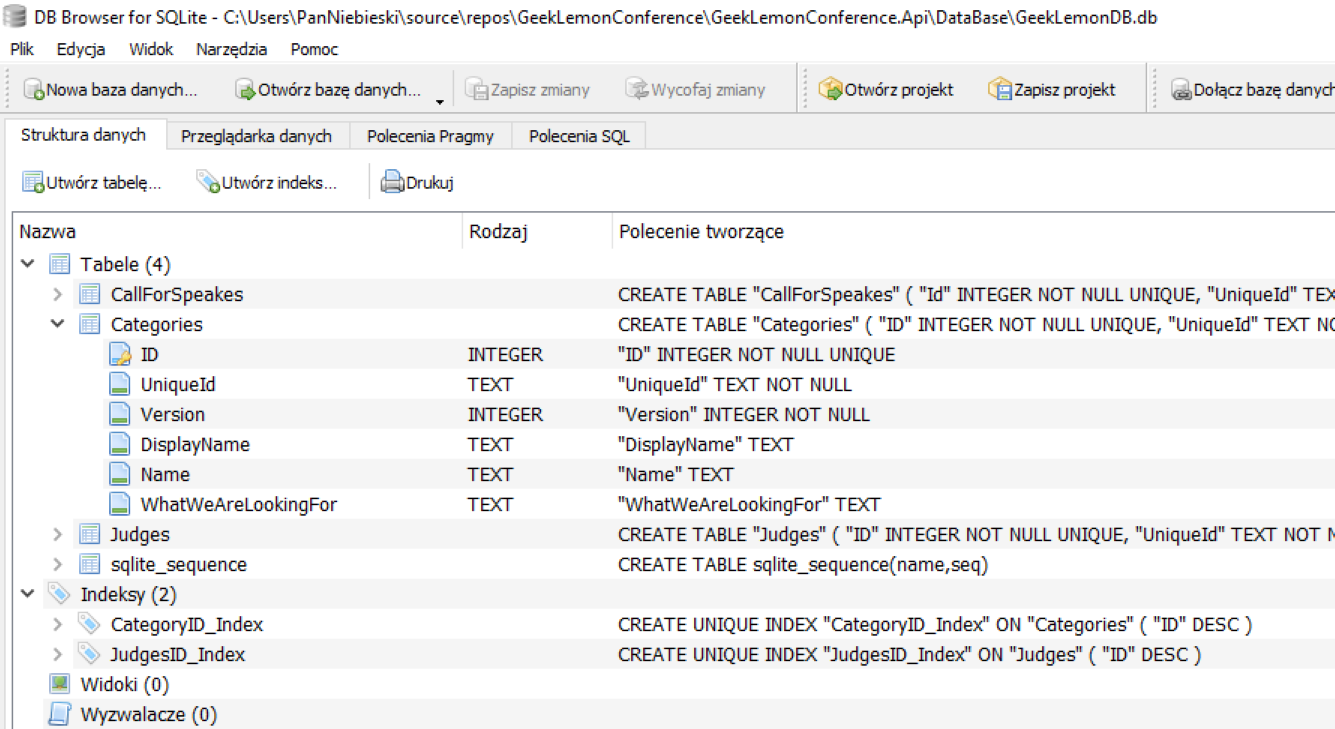 DB Browser for SQLite - C:\Users\PanNiebieski\source\repos\GeekLemonConference\GeekLemonConference.Api\DataBase\GeekLemonDB.db
Plik Edycja Widok Narzędzia Pomoc
Nowa baza danych... Otwórz bazę danych... Zapisz zmiany Wycofaj zmiany Otwórz projekt Zapisz projekt Dołącz bazę danych
Struktura danych Przeglądarka danych Polecenia Pragmy Polecenia SQL
Utwórz tabelę... Utwórz indeks... Drukuj
Nazwa Rodzaj Polecenie tworzące
Tabele (4)
CallForSpeakes CREATE TABLE "CallForSpeakes" ( "Id" INTEGER NOT NULL UNIQUE, "UniqueId" TEX
Categories CREATE TABLE "Categories" ( "ID" INTEGER NOT NULL UNIQUE, "UniqueId" TEXT NO
ID INTEGER "ID" INTEGER NOT NULL UNIQUE
UniqueId TEXT "UniqueId" TEXT NOT NULL
Version INTEGER "Version" INTEGER NOT NULL
DisplayName TEXT "DisplayName" TEXT
Name TEXT "Name" TEXT
WhatWeAreLookingFor TEXT "WhatWeAreLookingFor" TEXT
Judges CREATE TABLE "Judges" ( "ID" INTEGER NOT NULL UNIQUE, "UniqueId" TEXT NOT N
sqlite_sequence CREATE TABLE sqlite_sequence(name,seq)
Indeksy (2)
CategoryID_Index CREATE UNIQUE INDEX "CategoryID_Index" ON "Categories" ( "ID" DESC )
JudgesID_Index CREATE UNIQUE INDEX "JudgesID_Index" ON "Judges" ( "ID" DESC )
Widoki (0)
Wyzwalacze (0)